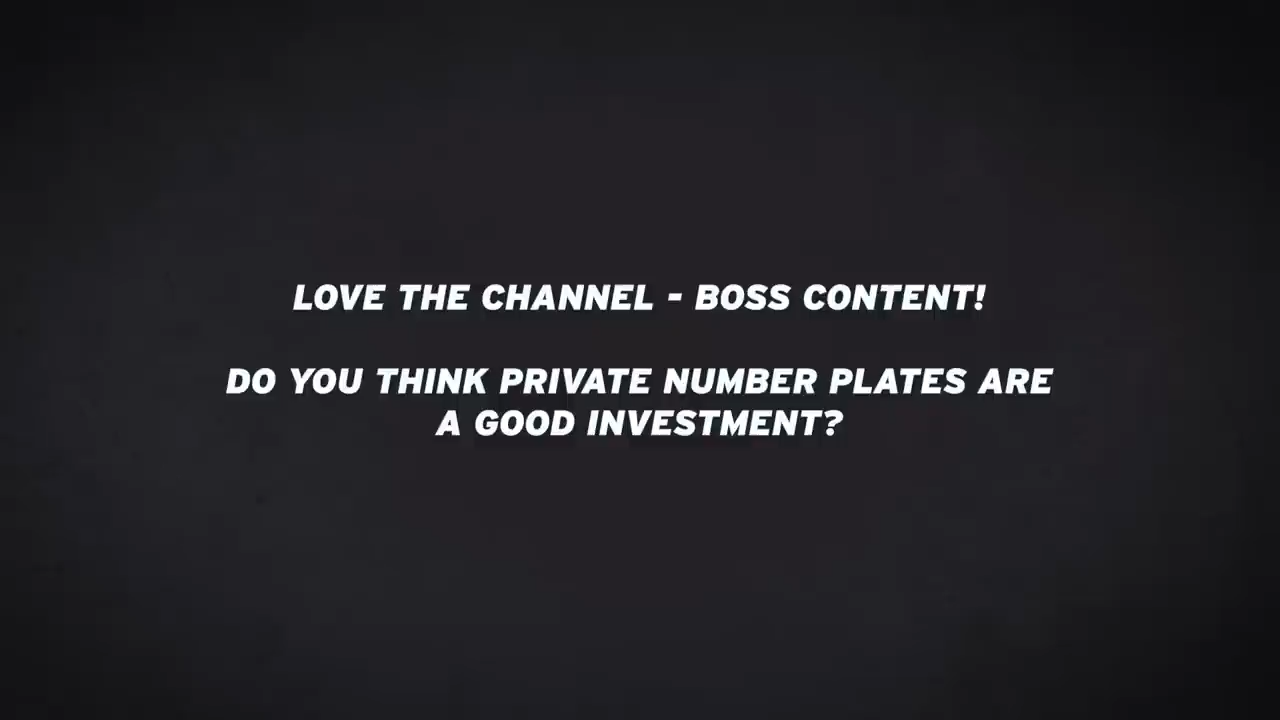 LOVE THE CHANNEL - BOSS CONTENT!
DO YOU THINK PRIVATE NUMBER PLATES ARE
A GOOD INVESTMENT?